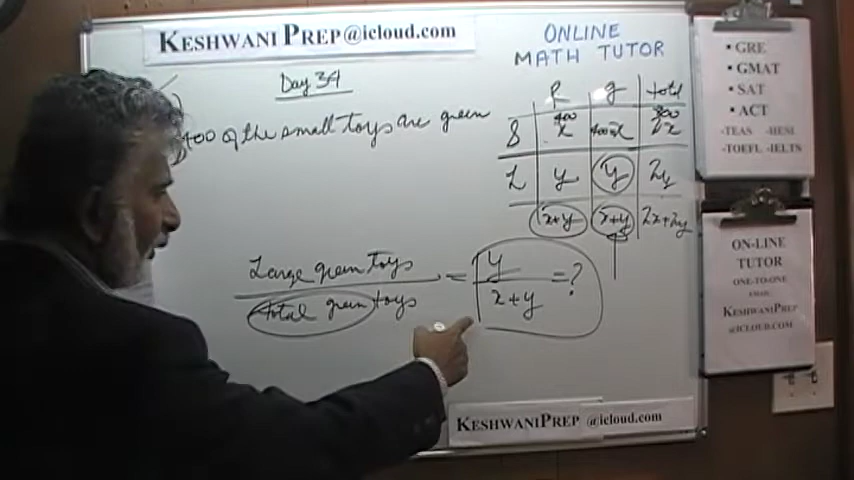 KESHWANI PREP@icloud.com
Day 34
400 of the small toys are green
Large green toys
total green toys
= y
x+y
= ?
ONLINE
MATH TUTOR
R g total
S 400 x 400 x 800 2x
L y y 2y
x+y x+y 2x+2y
• GRE
• GMAT
• SAT
• ACT
-TEAS -HESI
-TOEFL -IELTS
ON-LINE
TUTOR
ONE-TO-ONE
EMAIL
KESHWANIPREP
@ICLOUD.COM
KESHWANIPREP @icloud.com